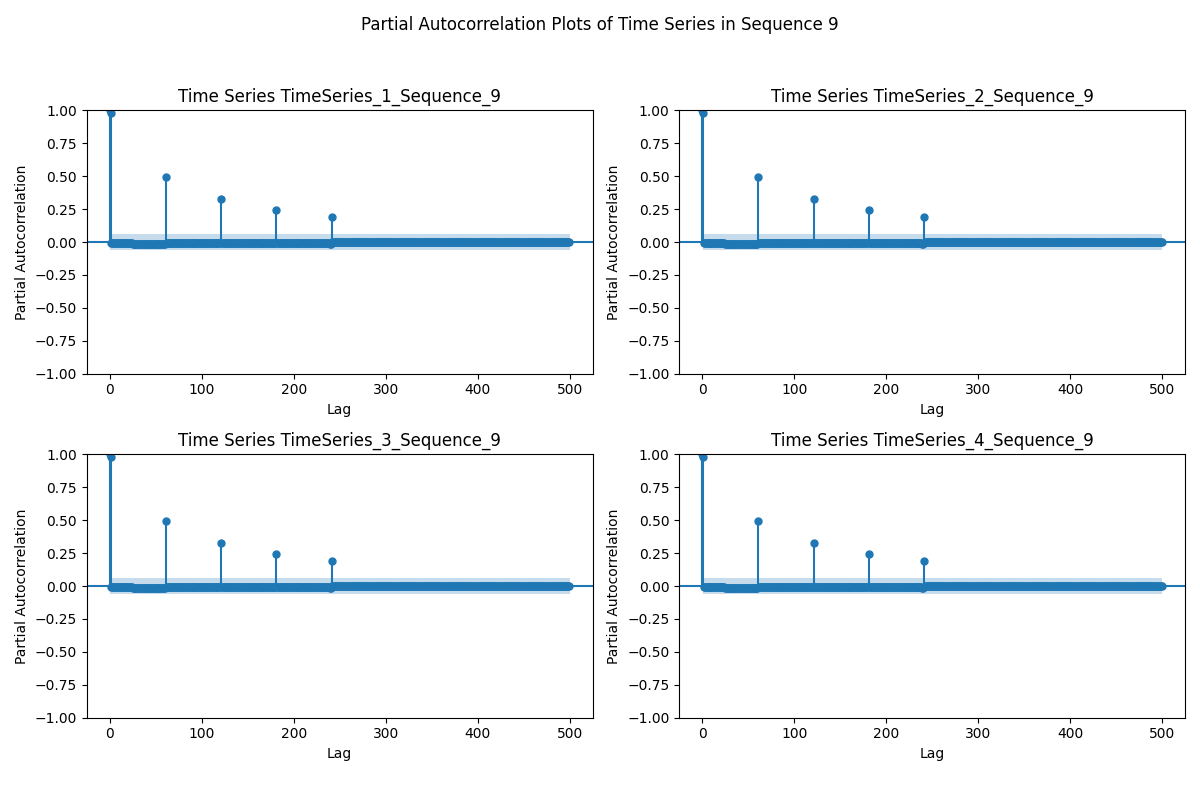 Partial Autocorrelation Plots of Time Series in Sequence 9
Time Series TimeSeries_1_Sequence_9
1.00
0.75
0.50
0.25
0.00
−0.25
−0.50
−0.75
−1.00
Partial Autocorrelation
0 100 200 300 400 500
Lag
Time Series TimeSeries_2_Sequence_9
1.00
0.75
0.50
0.25
0.00
−0.25
−0.50
−0.75
−1.00
Partial Autocorrelation
0 100 200 300 400 500
Lag
Time Series TimeSeries_3_Sequence_9
1.00
0.75
0.50
0.25
0.00
−0.25
−0.50
−0.75
−1.00
Partial Autocorrelation
0 100 200 300 400 500
Lag
Time Series TimeSeries_4_Sequence_9
1.00
0.75
0.50
0.25
0.00
−0.25
−0.50
−0.75
−1.00
Partial Autocorrelation
0 100 200 300 400 500
Lag